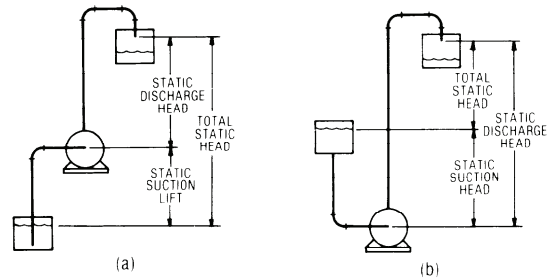 STATIC
DISCHARGE
HEAD
TOTAL
STATIC
HEAD
STATIC
SUCTION
LIFT
(a)
TOTAL
STATIC
HEAD
STATIC
DISCHARGE
HEAD
STATIC
SUCTION
HEAD
(b)